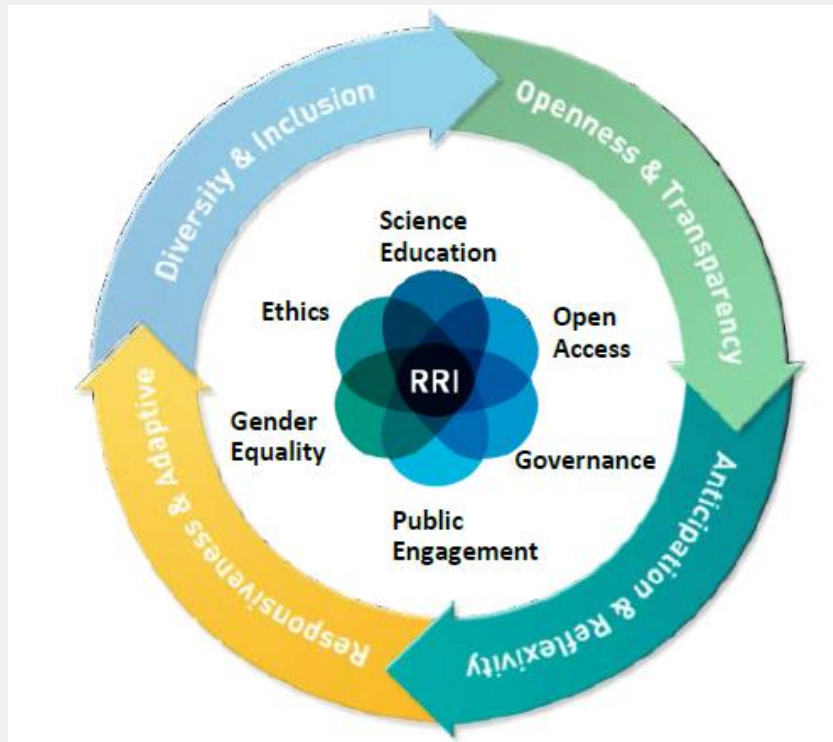 Diversity & Inclusion
Openness & Transparency
Anticipation & Reflexivity
Responsiveness & Adaptive
Science
Education
Ethics
Open
Access
RRI
Gender
Equality
Governance
Public
Engagement